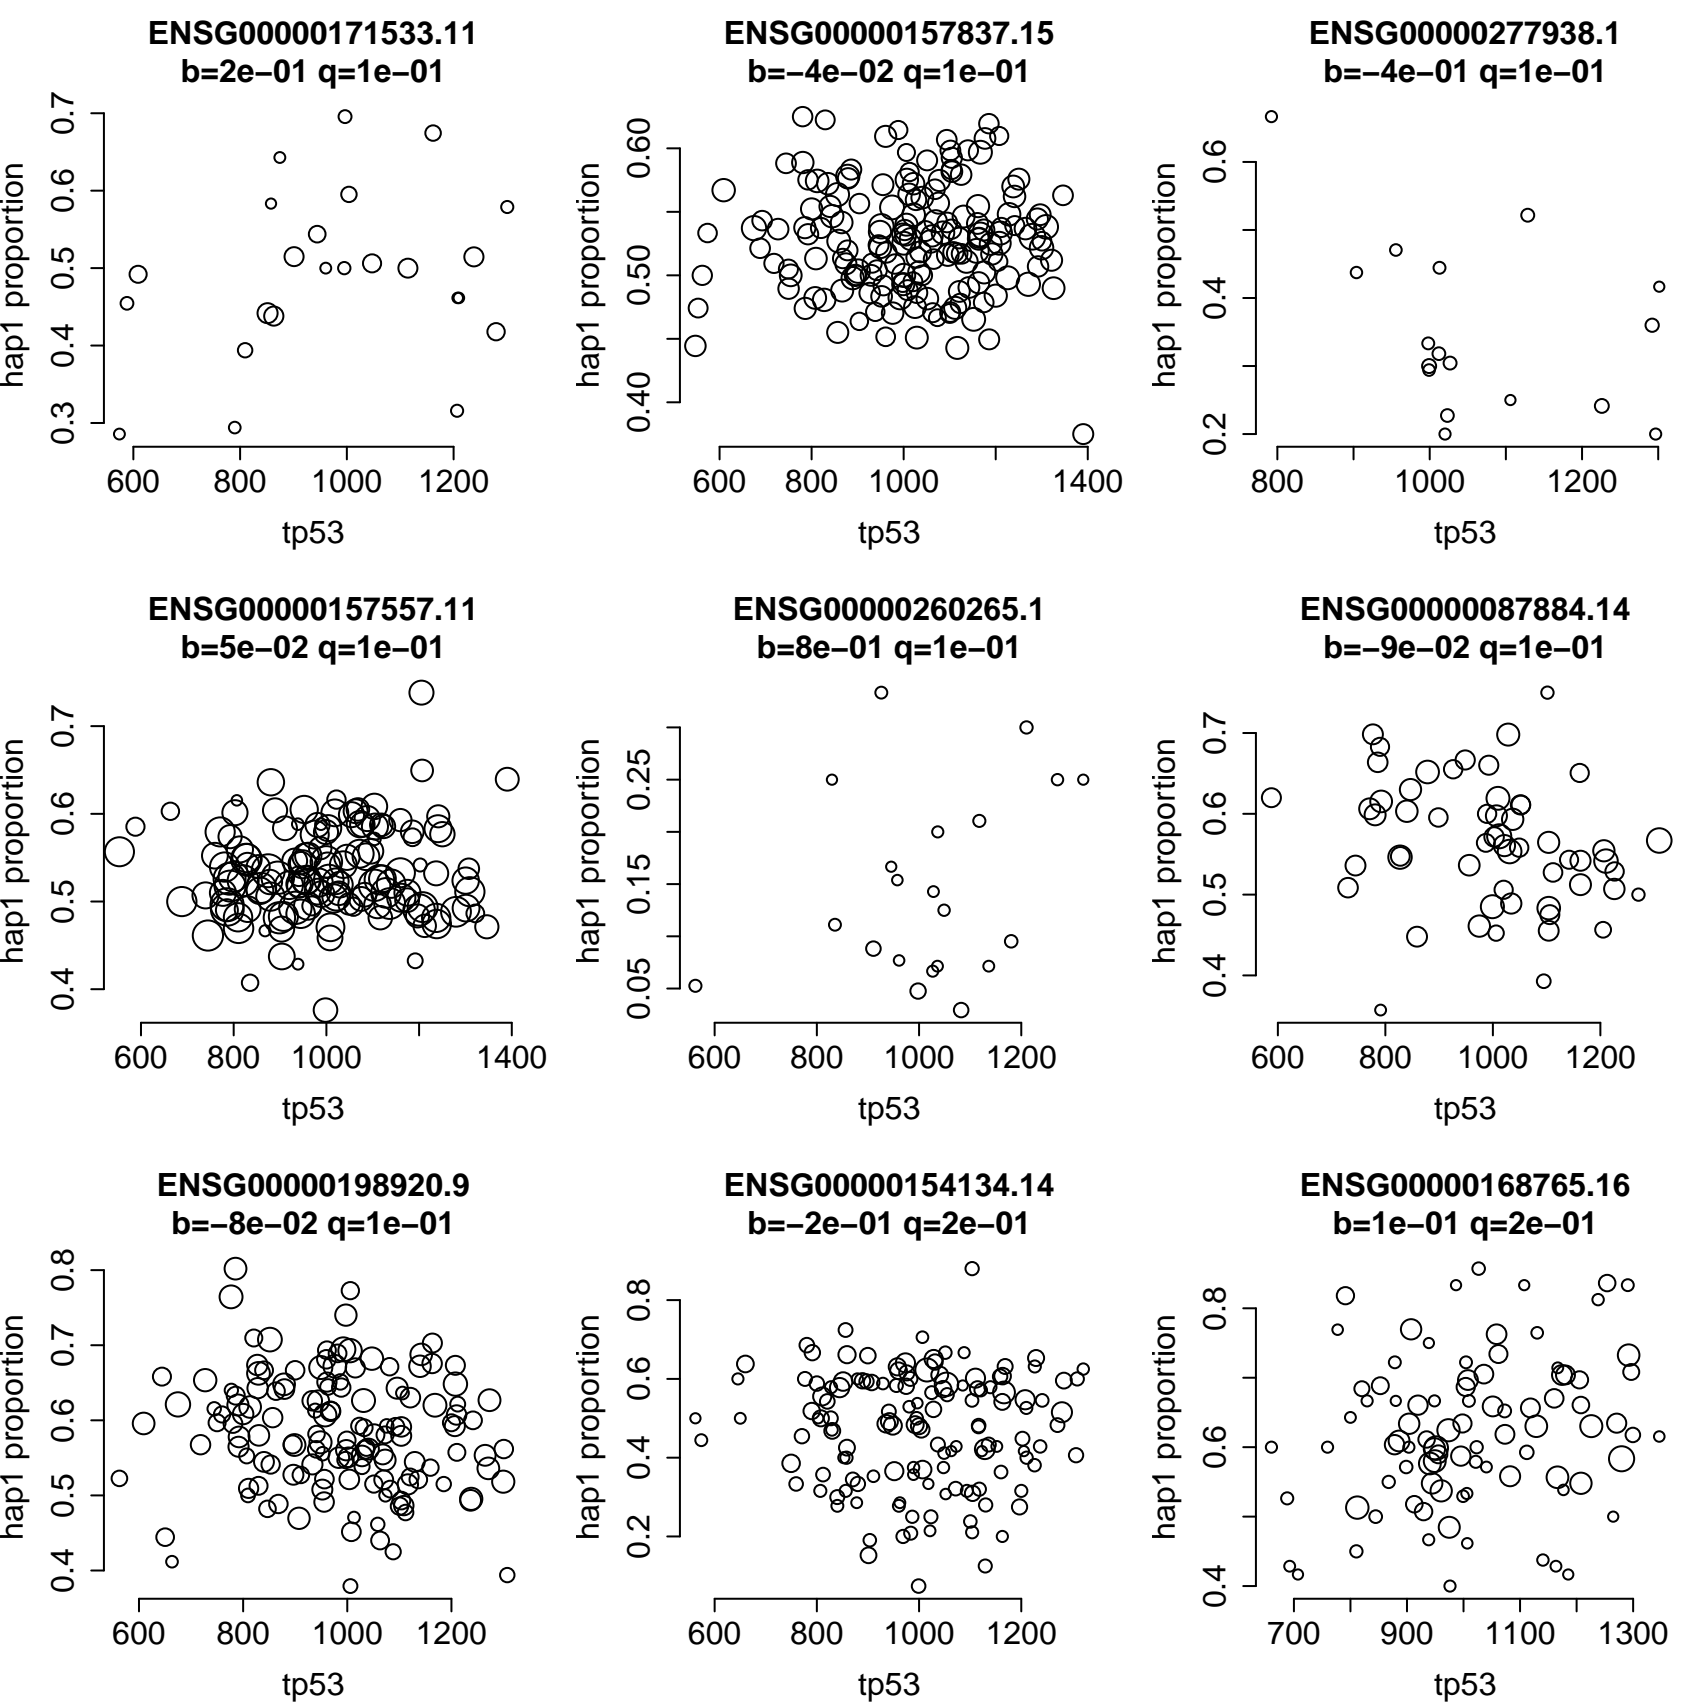 ENSG00000171533.11
b=2e−01 q=1e−01
hap1 proportion
0.3 0.4 0.5 0.6 0.7
600 800 1000 1200
tp53
ENSG00000157837.15
b=−4e−02 q=1e−01
hap1 proportion
0.40 0.50 0.60
600 800 1000 1400
tp53
ENSG00000277938.1
b=−4e−01 q=1e−01
hap1 proportion
0.2 0.4 0.6
800 1000 1200
tp53
ENSG00000157557.11
b=5e−02 q=1e−01
hap1 proportion
0.4 0.5 0.6 0.7
600 800 1000 1400
tp53
ENSG00000260265.1
b=8e−01 q=1e−01
hap1 proportion
0.05 0.15 0.25
600 800 1000 1200
tp53
ENSG00000087884.14
b=−9e−02 q=1e−01
hap1 proportion
0.4 0.5 0.6 0.7
600 800 1000 1200
tp53
ENSG00000198920.9
b=−8e−02 q=1e−01
hap1 proportion
0.4 0.5 0.6 0.7 0.8
600 800 1000 1200
tp53
ENSG00000154134.14
b=−2e−01 q=2e−01
hap1 proportion
0.2 0.4 0.6 0.8
600 800 1000 1200
tp53
ENSG00000168765.16
b=1e−01 q=2e−01
hap1 proportion
0.4 0.6 0.8
700 900 1100 1300
tp53